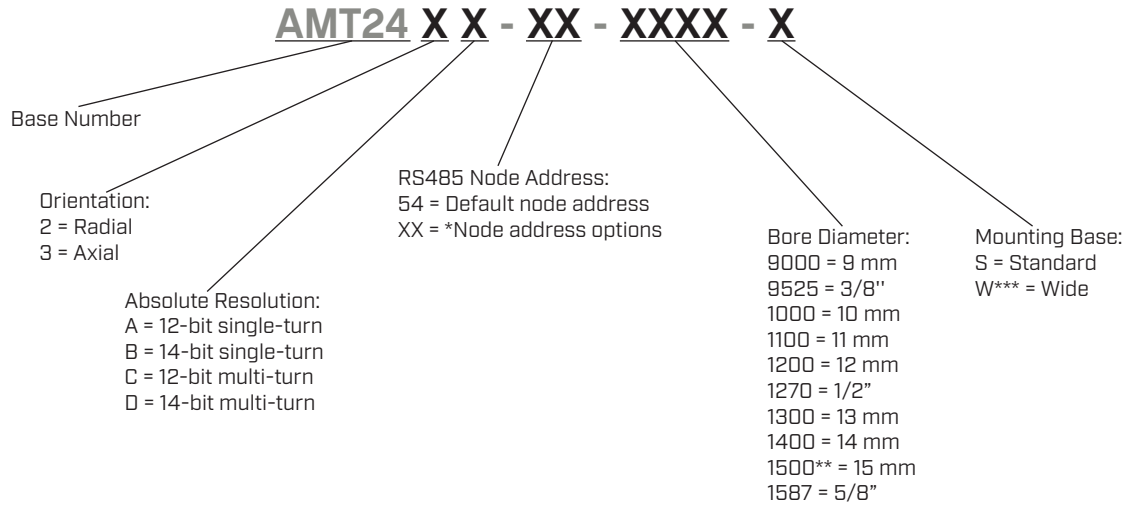 AMT24 X X - XX - XXXX - X
Base Number
Orientation:
2 = Radial
3 = Axial
Absolute Resolution:
A = 12-bit single-turn
B = 14-bit single-turn
C = 12-bit multi-turn
D = 14-bit multi-turn
RS485 Node Address:
54 = Default node address
XX = *Node address options
Bore Diameter:
9000 = 9 mm
9525 = 3/8''
1000 = 10 mm
1100 = 11 mm
1200 = 12 mm
1270 = 1/2”
1300 = 13 mm
1400 = 14 mm
1500** = 15 mm
1587 = 5/8”
Mounting Base:
S = Standard
W*** = Wide